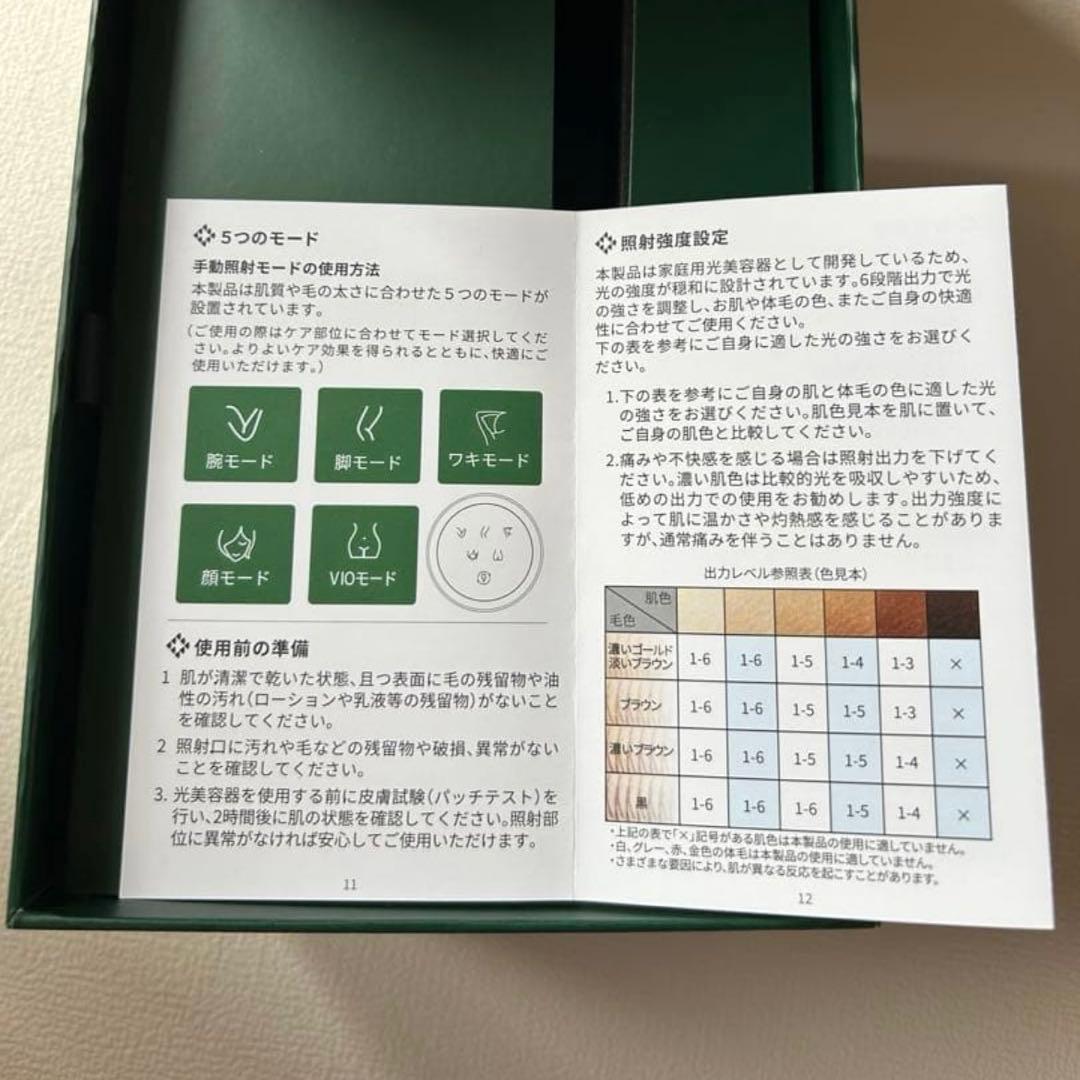 5つのモード
手動照射モードの使用方法
本製品は肌質や毛の太さに合わせた5つのモードが
設置されています。
（ご使用の際はケア部位に合わせてモード選択してくだ
さい。よりよいケア効果を得られるとともに、快適にご
使用いただけます。）
腕モード
脚モード
ワキモード
顔モード
VIOモード
使用前の準備
1 肌が清潔で乾いた状態、且つ表面に毛の残留物や油
性の汚れ（ローションや乳液等の残留物）がないこと
を確認してください。
2 照射口に汚れや毛などの残留物や破損、異常がない
ことを確認してください。
3. 光美容器を使用する前に皮膚試験（パッチテスト）を
行い、2時間後に肌の状態を確認してください。照射部
位に異常がなければ安心してご使用いただけます。
11
照射強度設定
本製品は家庭用光美容器として開発しているため、
光の強度が穏和に設計されています。6段階出力で光
の強さを調整し、お肌や体毛の色、またご自身の快適
性に合わせてご使用ください。
下の表を参考にご自身に適した光の強さをお選びく
ださい。
1.下の表を参考にご自身の肌と体毛の色に適した光
の強さをお選びください。肌色見本を肌に置いて、
ご自身の肌色と比較してください。
2.痛みや不快感を感じる場合は照射出力を下げてく
ださい。濃い肌色は比較的光を吸収しやすいため、
低めの出力での使用をお勧めします。出力強度に
よって肌に温かさや灼熱感を感じることがありま
すが、通常痛みを伴うことはありません。
出力レベル参照表（色見本）
肌色
毛色
濃いゴールド
淡いブラウン
1-6 1-6 1-5 1-4 1-3 ×
ブラウン 1-6 1-6 1-5 1-5 1-3 ×
濃いブラウン 1-6 1-6 1-5 1-5 1-4 ×
黒 1-6 1-6 1-6 1-5 1-4 ×
・上記の表で「×」記号がある肌色は本製品の使用に適していません。
・白、グレー、赤、金色の体毛は本製品の使用に適していません。
・さまざまな要因により、肌が異なる反応を起こすことがあります。
12